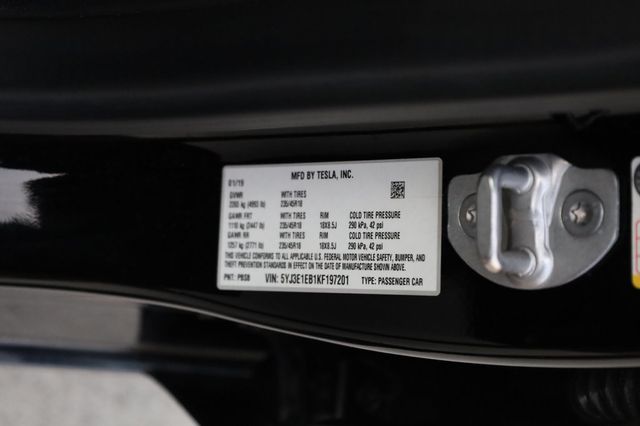 MFD BY TESLA, INC.
01/19
GVWR WITH TIRES
2265 kg (4993 lb) 235/45R18
GAWR FRT WITH TIRES RIM COLD TIRE PRESSURE
1110 kg (2447 lb) 235/45R18 18X8.5J 290 kPa, 42 psi
GAWR RR WITH TIRES RIM COLD TIRE PRESSURE
1257 kg (2771 lb) 235/45R18 18X8.5J 290 kPa, 42 psi
THIS VEHICLE CONFORMS TO ALL APPLICABLE U.S. FEDERAL MOTOR VEHICLE SAFETY, BUMPER, AND
THEFT PREVENTION STANDARDS IN EFFECT ON THE DATE OF MANUFACTURE SHOWN ABOVE.
PNT: PBSB VIN: 5YJ3E1EB1KF197201 TYPE: PASSENGER CAR